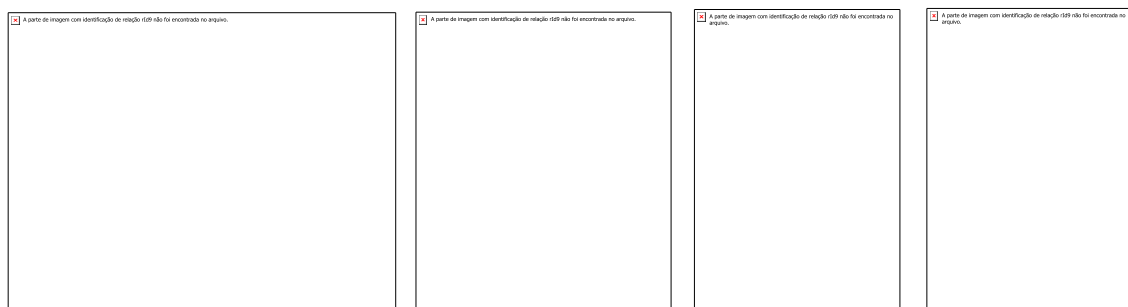 A parte de imagem com identificação de relação rId9 não foi encontrada no arquivo.
A parte de imagem com identificação de relação rId9 não foi encontrada no arquivo.
A parte de imagem com identificação de relação rId9 não foi encontrada no
arquivo.
A parte de imagem com identificação de relação rId9 não foi encontrada no
arquivo.